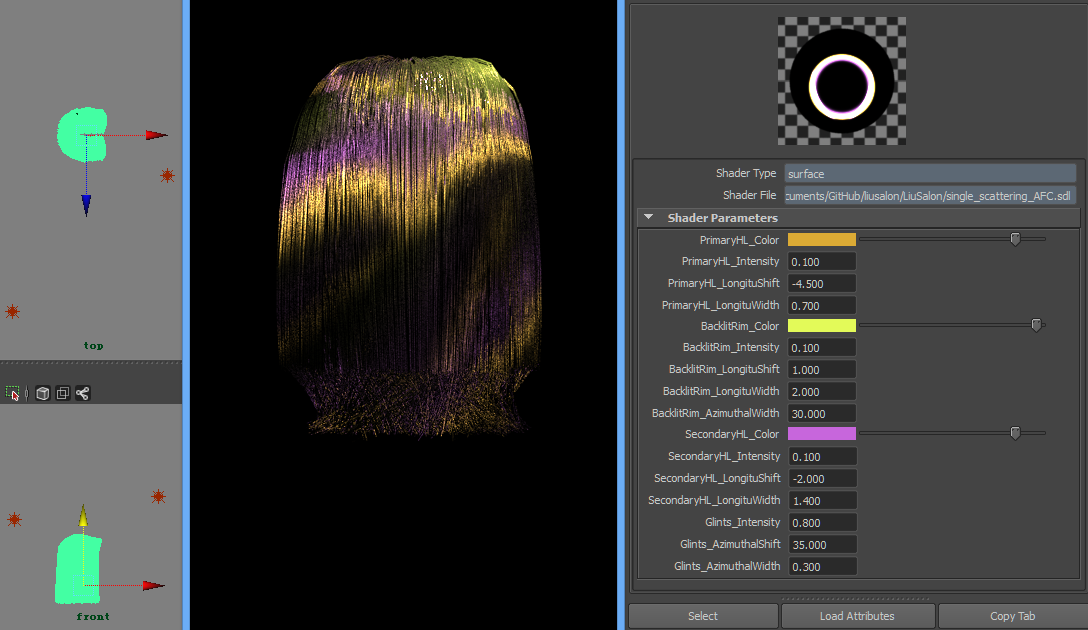 top
front
Shader Type surface
Shader File cuments/GitHub/liusalon/LiuSalon/single_scattering_AFC.sdl
Shader Parameters
PrimaryHL_Color
PrimaryHL_Intensity 0.100
PrimaryHL_LongituShift -4.500
PrimaryHL_LongituWidth 0.700
BacklitRim_Color
BacklitRim_Intensity 0.100
BacklitRim_LongituShift 1.000
BacklitRim_LongituWidth 2.000
BacklitRim_AzimuthalWidth 30.000
SecondaryHL_Color
SecondaryHL_Intensity 0.100
SecondaryHL_LongituShift -2.000
SecondaryHL_LongituWidth 1.400
Glints_Intensity 0.800
Glints_AzimuthalShift 35.000
Glints_AzimuthalWidth 0.300
Select Load Attributes Copy Tab